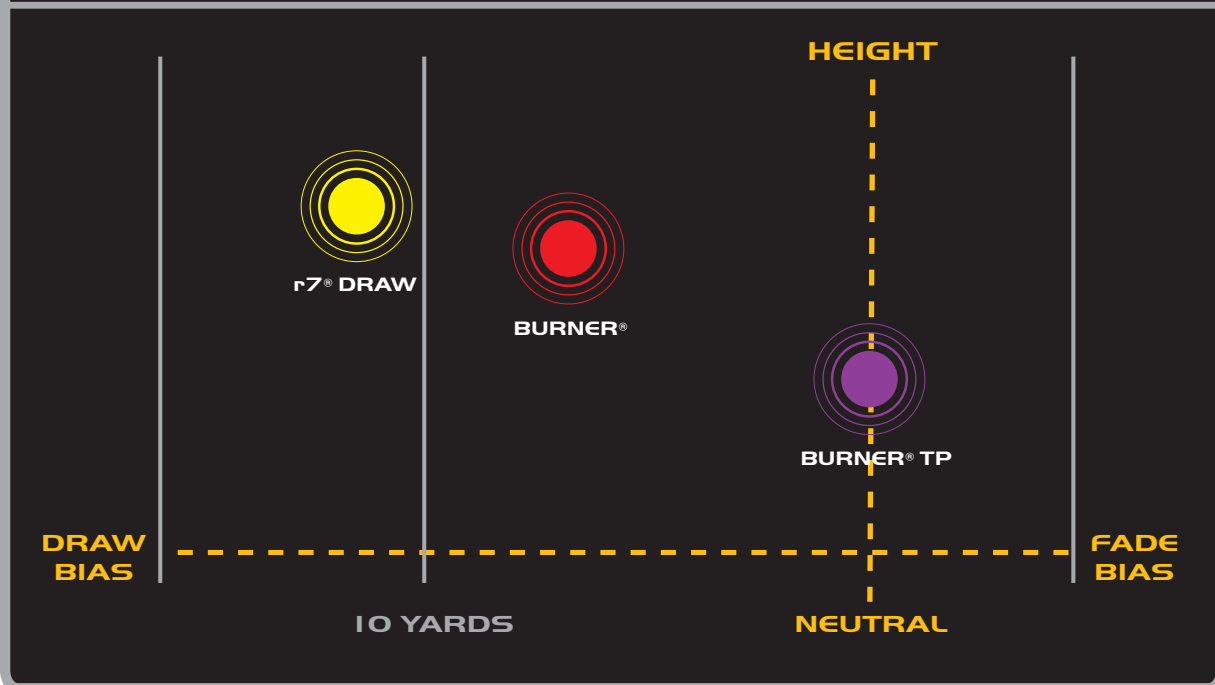 HEIGHT
r7® DRAW
BURNER®
BURNER® TP
DRAW
BIAS
FADE
BIAS
10 YARDS
NEUTRAL